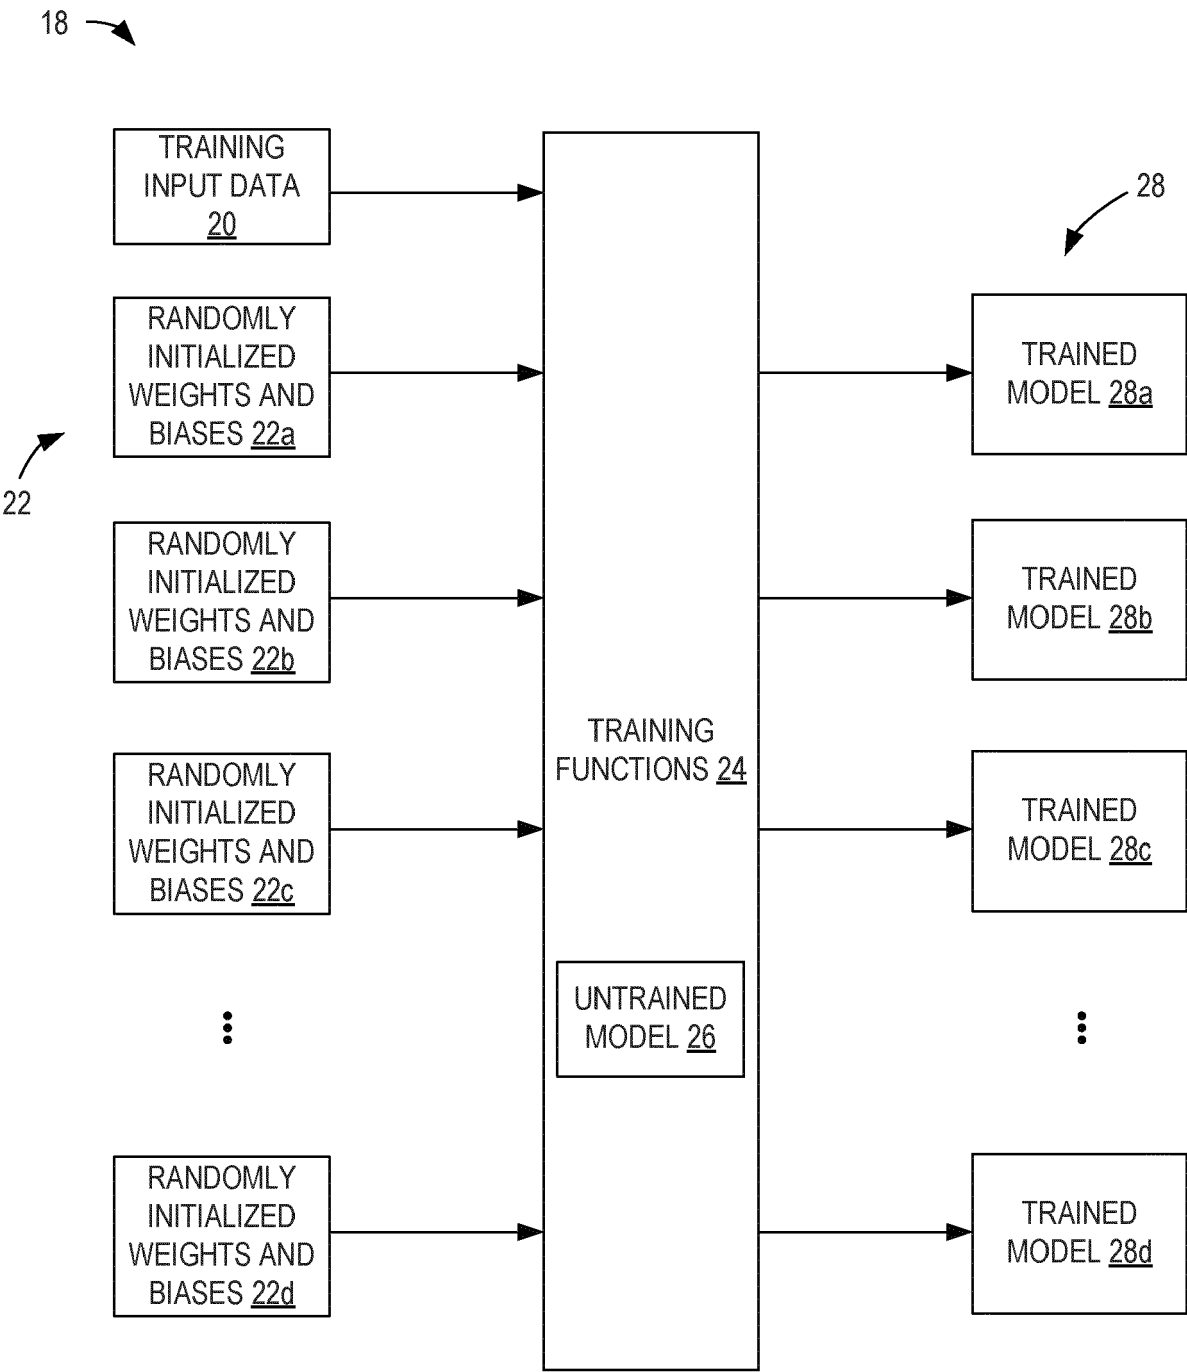 18
TRAINING
INPUT DATA
20
28
RANDOMLY
INITIALIZED
WEIGHTS AND
BIASES 22a
TRAINED
MODEL 28a
22
RANDOMLY
INITIALIZED
WEIGHTS AND
BIASES 22b
TRAINED
MODEL 28b
TRAINING
FUNCTIONS 24
RANDOMLY
INITIALIZED
WEIGHTS AND
BIASES 22c
TRAINED
MODEL 28c
UNTRAINED
MODEL 26
RANDOMLY
INITIALIZED
WEIGHTS AND
BIASES 22d
TRAINED
MODEL 28d